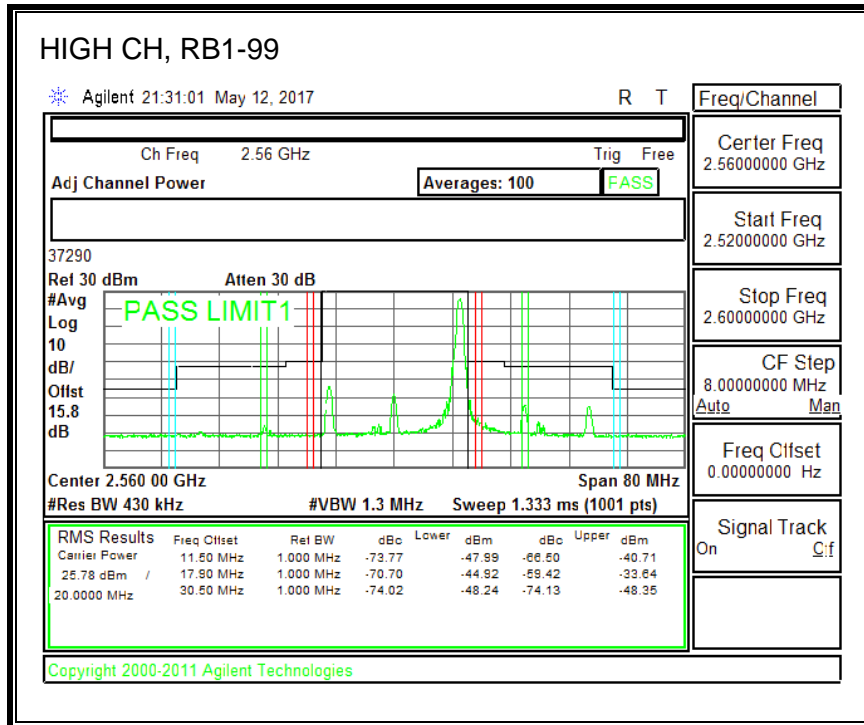 HIGH CH, RB1-99
Agilent 21:31:01 May 12, 2017 R T
Freq/Channel
Ch Freq 2.56 GHz Trig Free
Adj Channel Power Averages: 100 PASS
Center Freq
2.56000000 GHz
Start Freq
2.52000000 GHz
Stop Freq
2.60000000 GHz
CF Step
8.00000000 MHz
Auto Man
Freq Offset
0.00000000 Hz
Signal Track
On Off
37290
Ref 30 dBm Atten 30 dB
#Avg
Log
10
dB/
Offst
15.8
dB
PASS LIMIT1
Center 2.560 00 GHz Span 80 MHz
#Res BW 430 kHz #VBW 1.3 MHz Sweep 1.333 ms (1001 pts)
RMS Results Freq Offset Ref BW dBc Lower dBm dBc Upper dBm
Carrier Power 11.50 MHz 1.000 MHz -73.77 -47.99 -66.50 -40.71
25.78 dBm / 17.90 MHz 1.000 MHz -70.70 -44.92 -59.42 -33.64
20.0000 MHz 30.50 MHz 1.000 MHz -74.02 -48.24 -74.13 -48.35
Copyright 2000-2011 Agilent Technologies